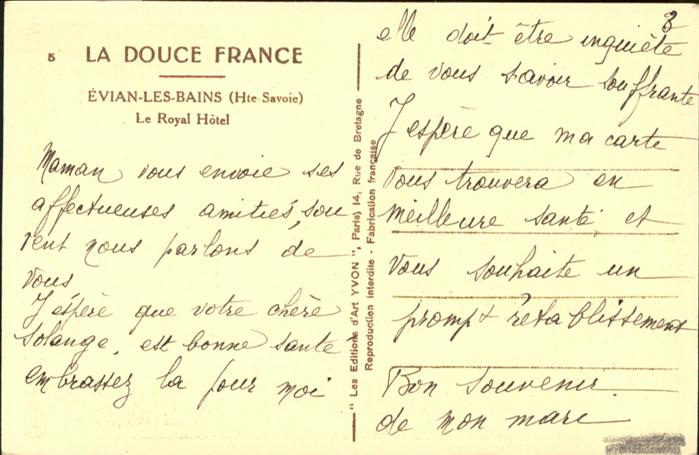 5 LA DOUCE FRANCE
ÉVIAN-LES-BAINS (Hte-Savoie)
Le Royal Hôtel
Maman vous envoie ses
affectueuses amitiés, sou
vent nous parlons de
vous
J'espère que votre chère
Solange, est bonne santé
embrassez la pour moi
" Les Editions d'Art YVON ", Paris) 14, Rue de Bretagne
Reproduction interdite - Fabrication française
3
elle doit être inquiète
de vous savoir souffrante
J'espère que ma carte
vous trouvera en
meilleure santé et
vous souhaite un
prompt rétablissement
Bon souvenir
de mon mari